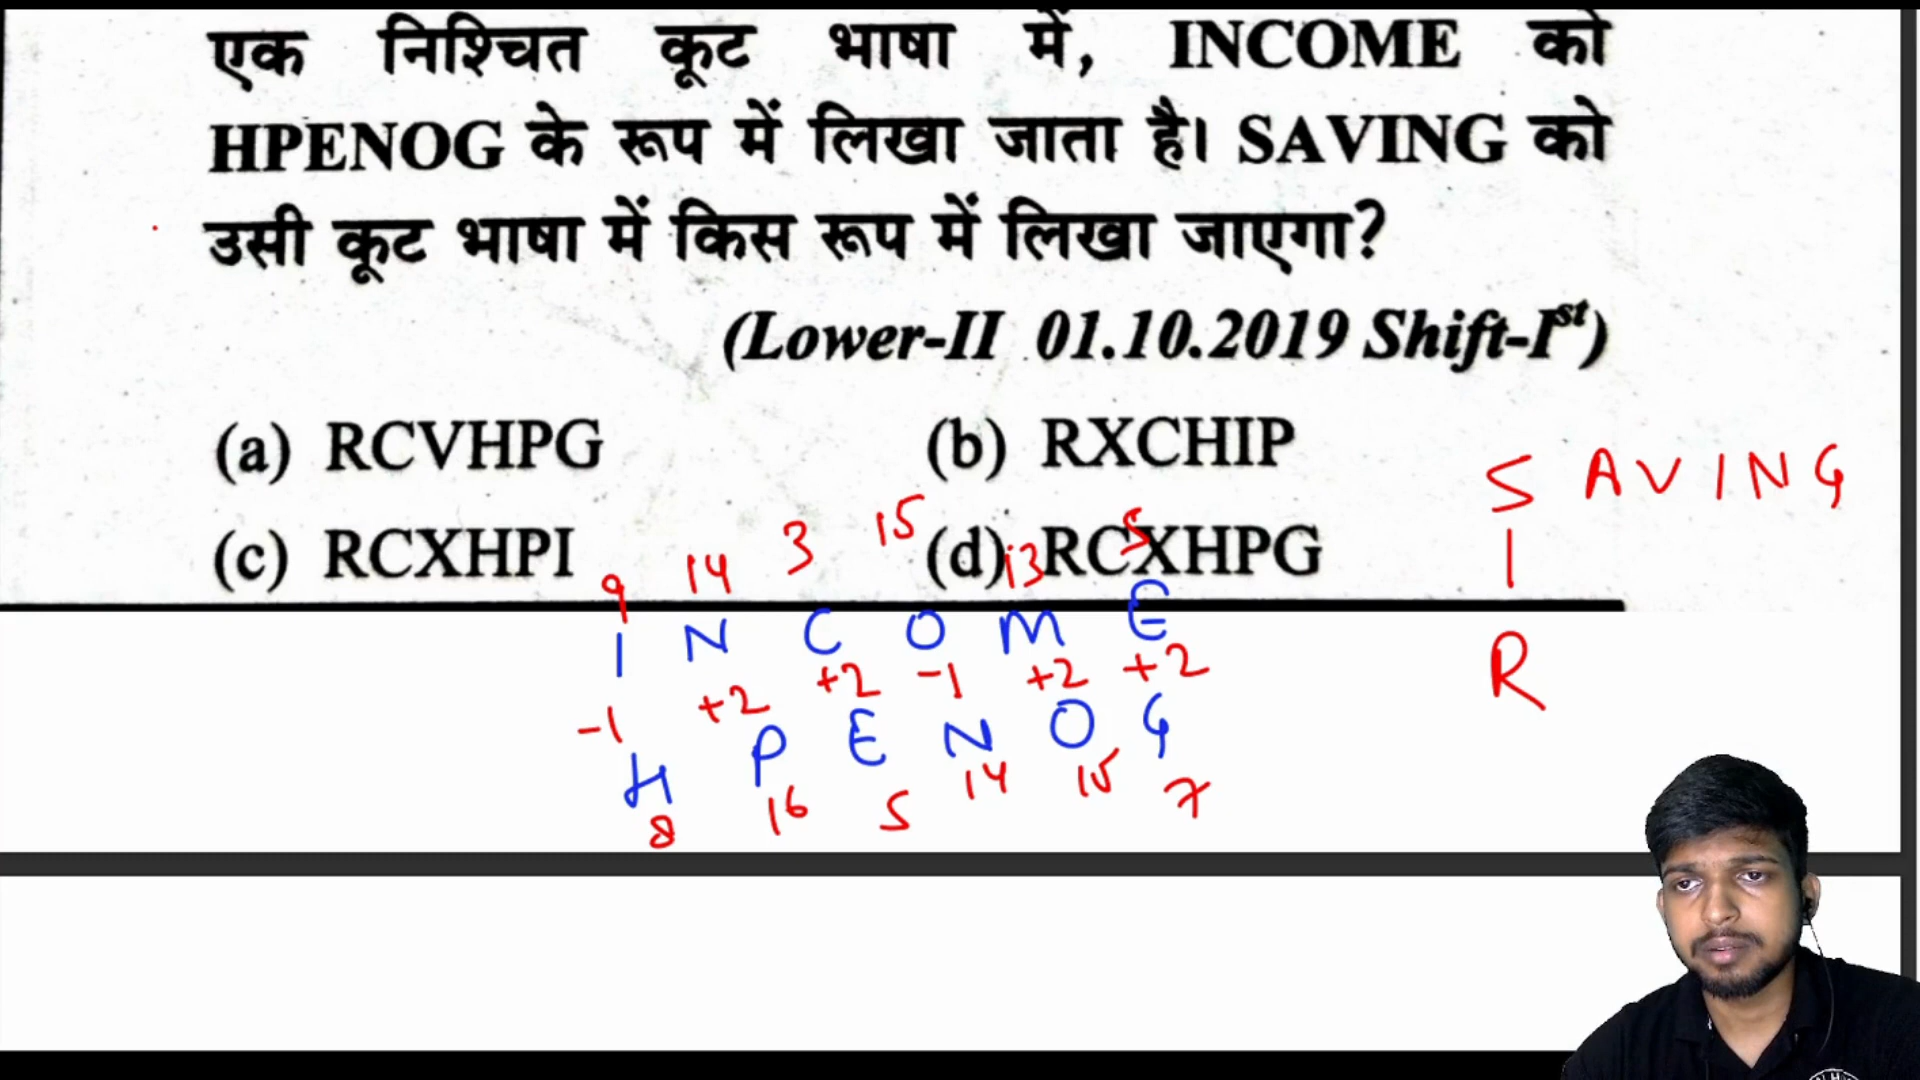 एक निश्चित कूट भाषा में, INCOME को
HPENOG के रूप में लिखा जाता है। SAVING को
उसी कूट भाषा में किस रूप में लिखा जाएगा?
(Lower-II 01.10.2019 Shift-Iˢᵗ)
(a) RCVHPG (b) RXCHIP
(c) RCXHPI (d) RCXHPG
S A V I N G
R
9 14 3 15 13 5
I N C O M E
-1 +2 +2 -1 +2 +2
H P E N O G
8 16 5 14 15 7